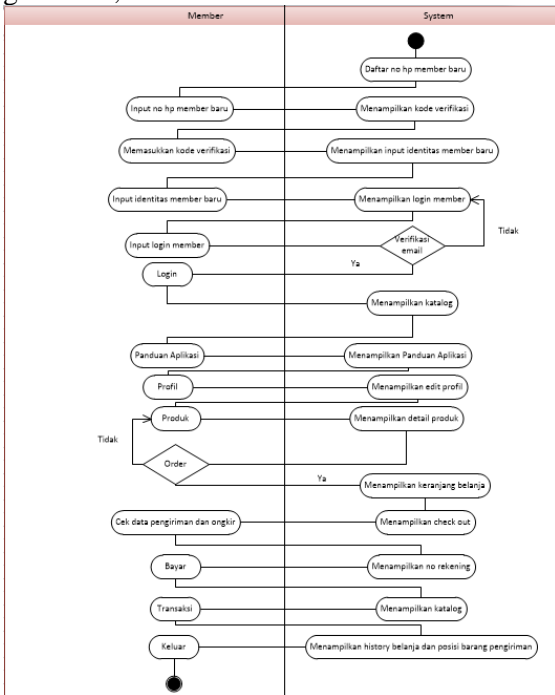 Member System
Daftar no hp member baru
Input no hp member baru Menampilkan kode verifikasi
Memasukkan kode verifikasi Menampilkan input identitas member baru
Input identitas member baru Menampilkan login member
Tidak
Input login member Verifikasi
email
Ya
Login
Menampilkan katalog
Panduan Aplikasi Menampilkan Panduan Aplikasi
Profil Menampilkan edit profil
Produk Menampilkan detail produk
Tidak
Order
Ya
Menampilkan keranjang belanja
Cek data pengiriman dan ongkir Menampilkan check out
Bayar Menampilkan no rekening
Transaksi Menampilkan katalog
Keluar Menampilkan history belanja dan posisi barang pengiriman